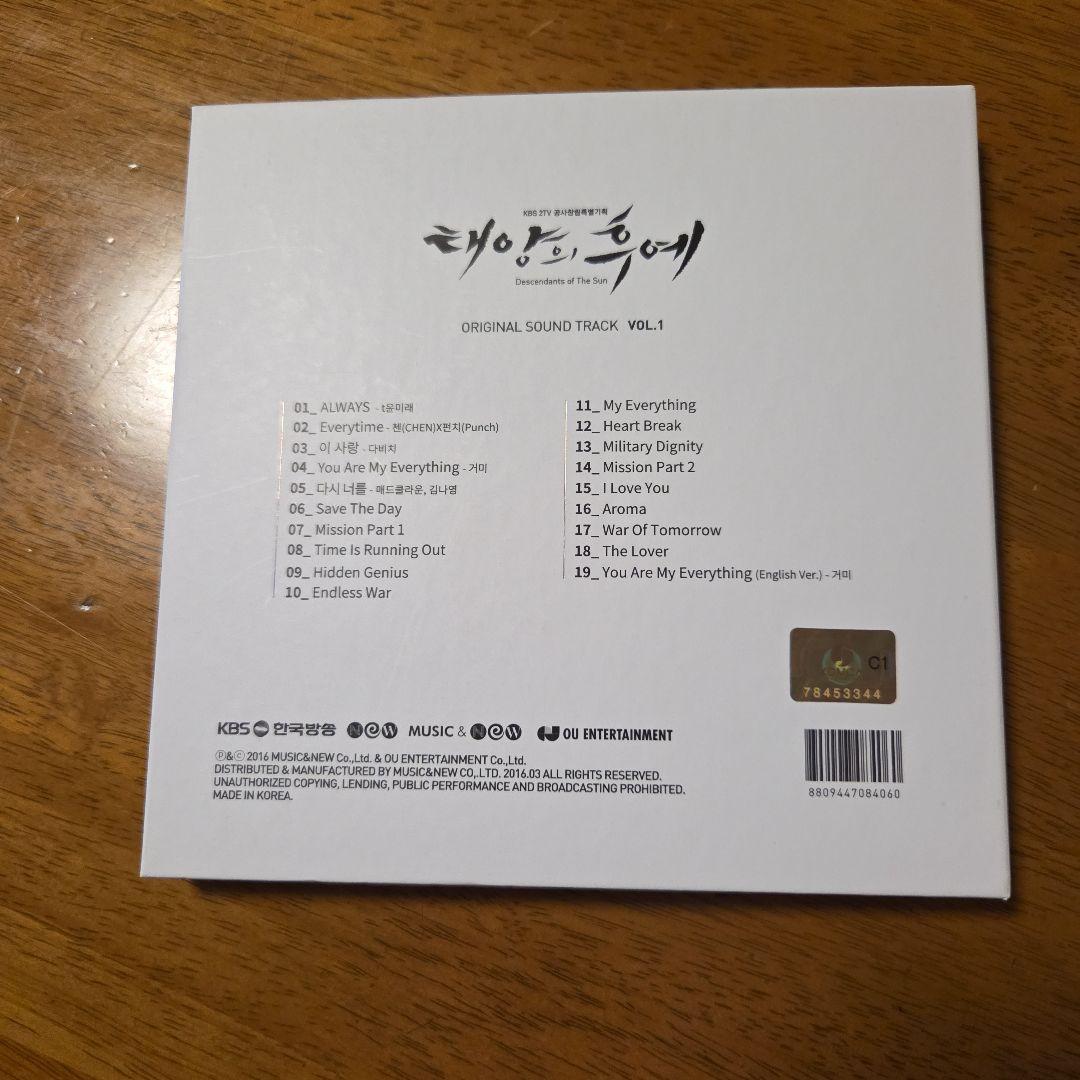 KBS 2TV 공사창립특별기획
태양의 후예
Descendants of The Sun
ORIGINAL SOUND TRACK VOL.1
01_ ALWAYS - t윤미래
02_ Everytime - 첸(CHEN)X펀치(Punch)
03_ 이 사랑 - 다비치
04_ You Are My Everything - 거미
05_ 다시 너를 - 매드클라운, 김나영
06_ Save The Day
07_ Mission Part 1
08_ Time Is Running Out
09_ Hidden Genius
10_ Endless War
11_ My Everything
12_ Heart Break
13_ Military Dignity
14_ Mission Part 2
15_ I Love You
16_ Aroma
17_ War Of Tomorrow
18_ The Lover
19_ You Are My Everything (English Ver.) - 거미
C1
78453344
KBS 한국방송 NEW MUSIC & NEW OU ENTERTAINMENT
Ⓟ&ⓒ 2016 MUSIC&NEW Co.,Ltd. & OU ENTERTAINMENT Co.,Ltd.
DISTRIBUTED & MANUFACTURED BY MUSIC&NEW CO,.LTD. 2016.03 ALL RIGHTS RESERVED.
UNAUTHORIZED COPYING, LENDING, PUBLIC PERFORMANCE AND BROADCASTING PROHIBITED.
MADE IN KOREA.
8809447084060